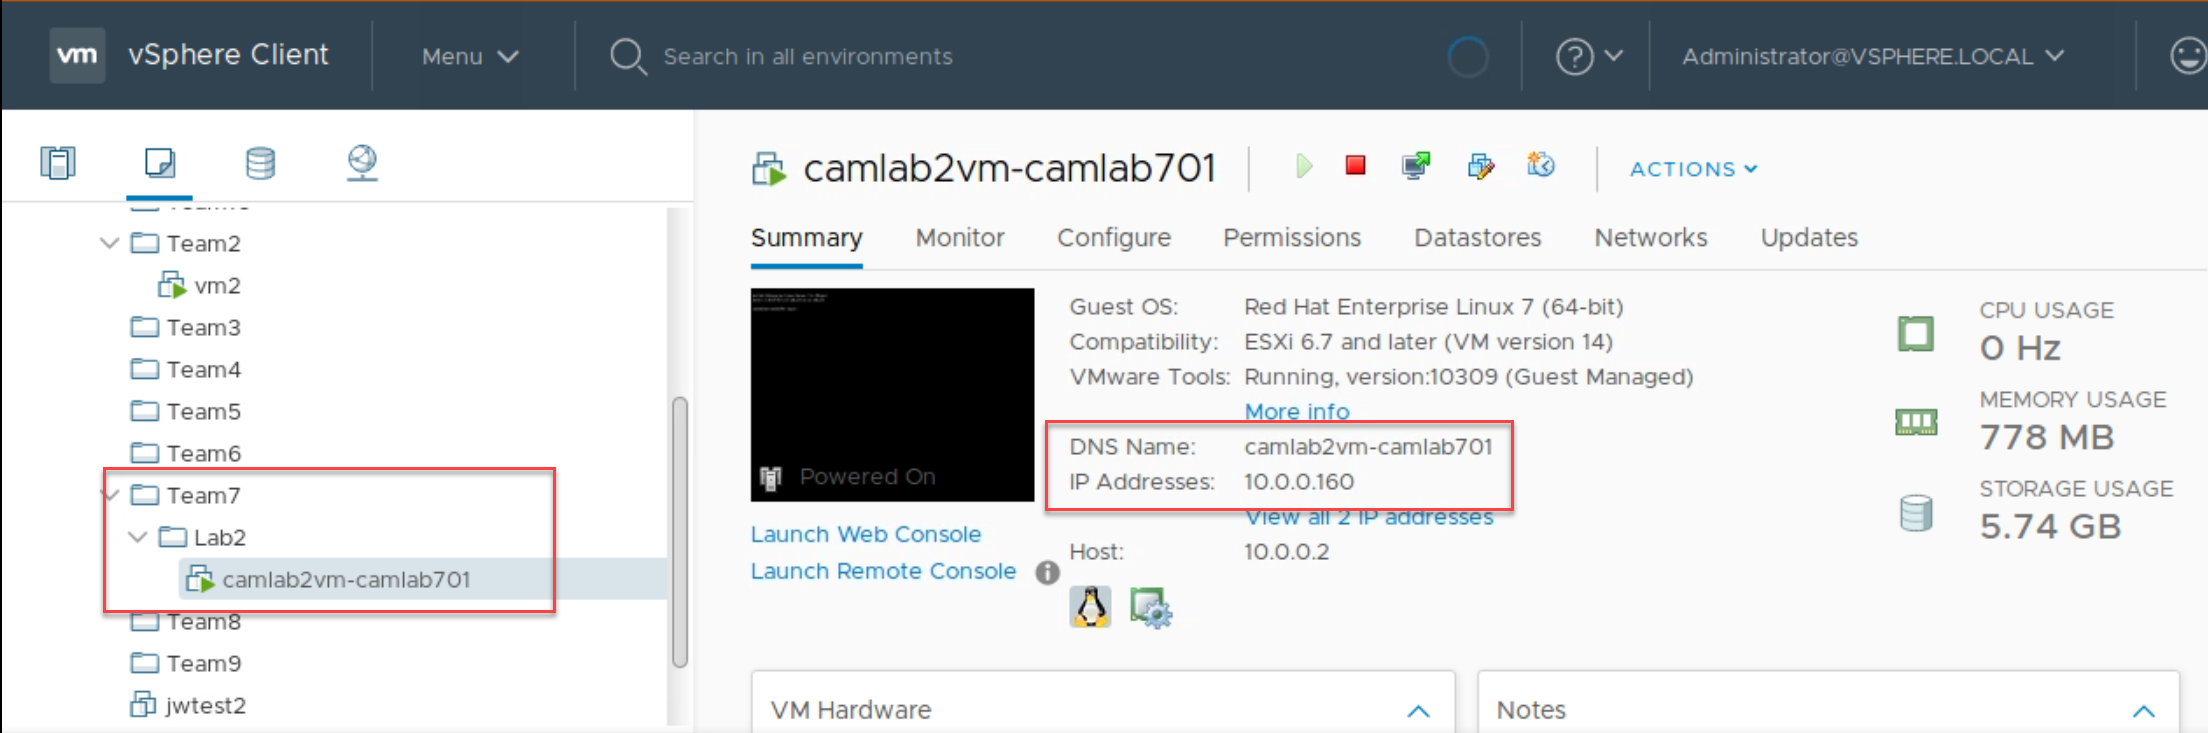 vm vSphere Client Menu Search in all environments ? Administrator@VSPHERE.LOCAL
Team2
vm2
Team3
Team4
Team5
Team6
Team7
Lab2
camlab2vm-camlab701
Team8
Team9
jwtest2
camlab2vm-camlab701 ACTIONS
Summary Monitor Configure Permissions Datastores Networks Updates
Powered On
Launch Web Console
Launch Remote Console
Guest OS: Red Hat Enterprise Linux 7 (64-bit)
Compatibility: ESXi 6.7 and later (VM version 14)
VMware Tools: Running, version:10309 (Guest Managed)
More info
DNS Name: camlab2vm-camlab701
IP Addresses: 10.0.0.160
View all 2 IP addresses
Host: 10.0.0.2
CPU USAGE
0 Hz
MEMORY USAGE
778 MB
STORAGE USAGE
5.74 GB
VM Hardware
Notes